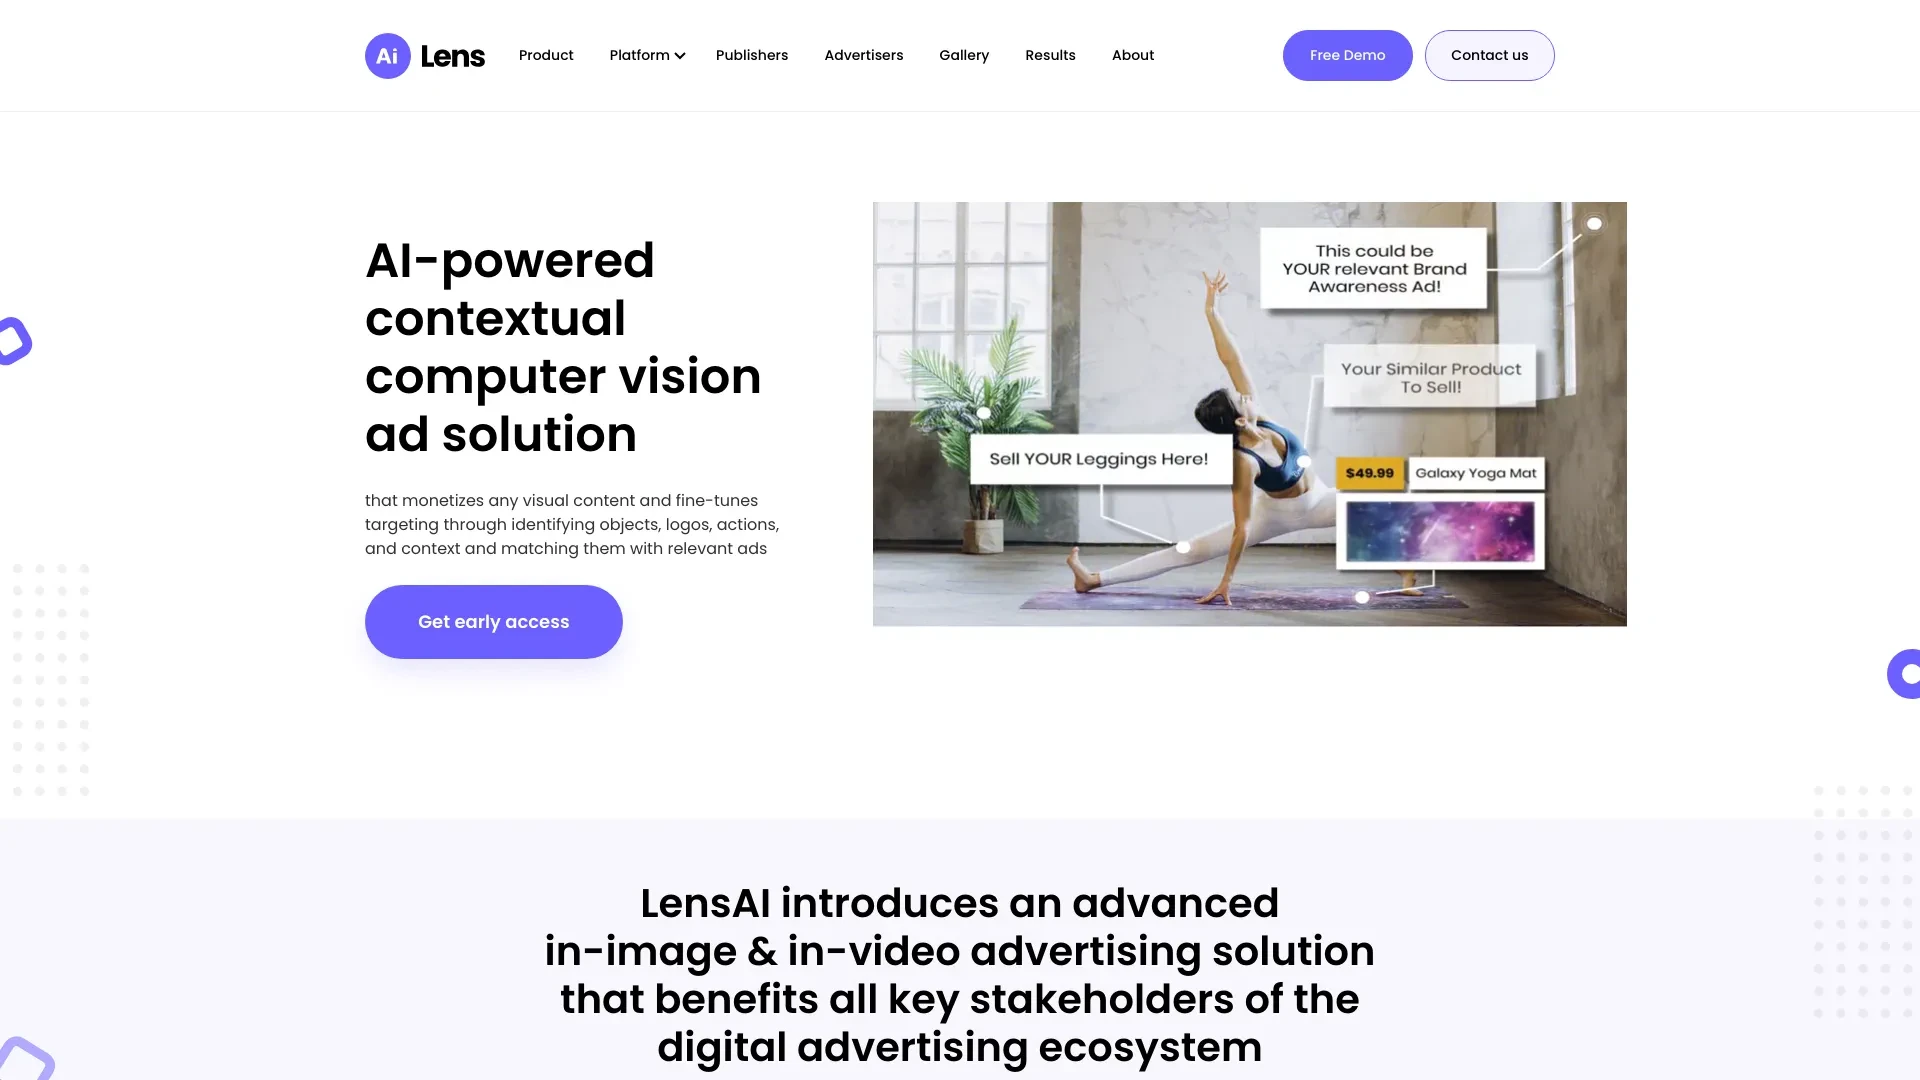 Ai Lens
Product
Platform
Publishers
Advertisers
Gallery
Results
About
Free Demo
Contact us
AI-powered
contextual
computer vision
ad solution
that monetizes any visual content and fine-tunes
targeting through identifying objects, logos, actions,
and context and matching them with relevant ads
Get early access
This could be
YOUR relevant Brand
Awareness Ad!
Your Similar Product
To Sell!
Sell YOUR Leggings Here!
$49.99
Galaxy Yoga Mat
LensAI introduces an advanced
in-image & in-video advertising solution
that benefits all key stakeholders of the
digital advertising ecosystem